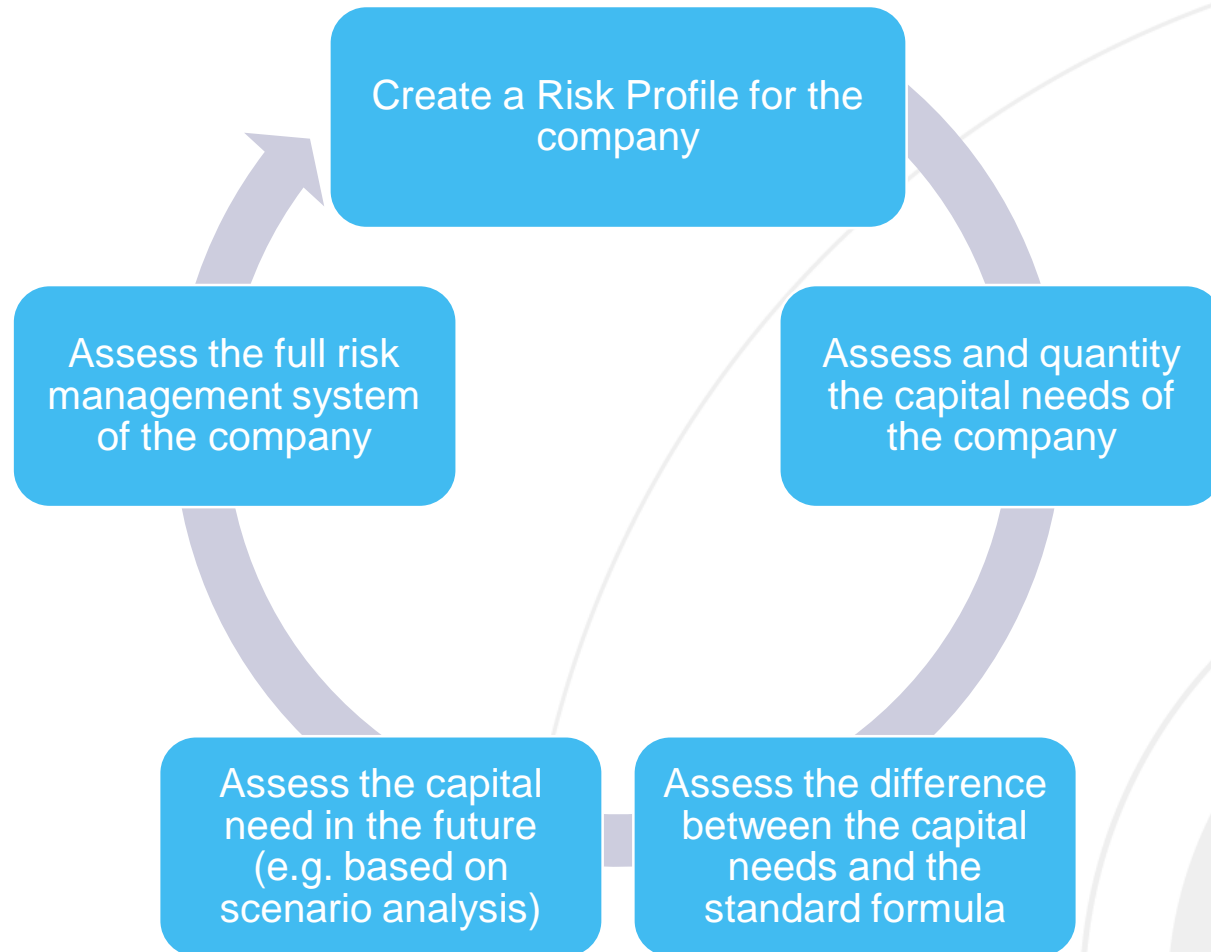 Create a Risk Profile for the
company
Assess and quantity
the capital needs of
the company
Assess the difference
between the capital
needs and the
standard formula
Assess the capital
need in the future
(e.g. based on
scenario analysis)
Assess the full risk
management system
of the company